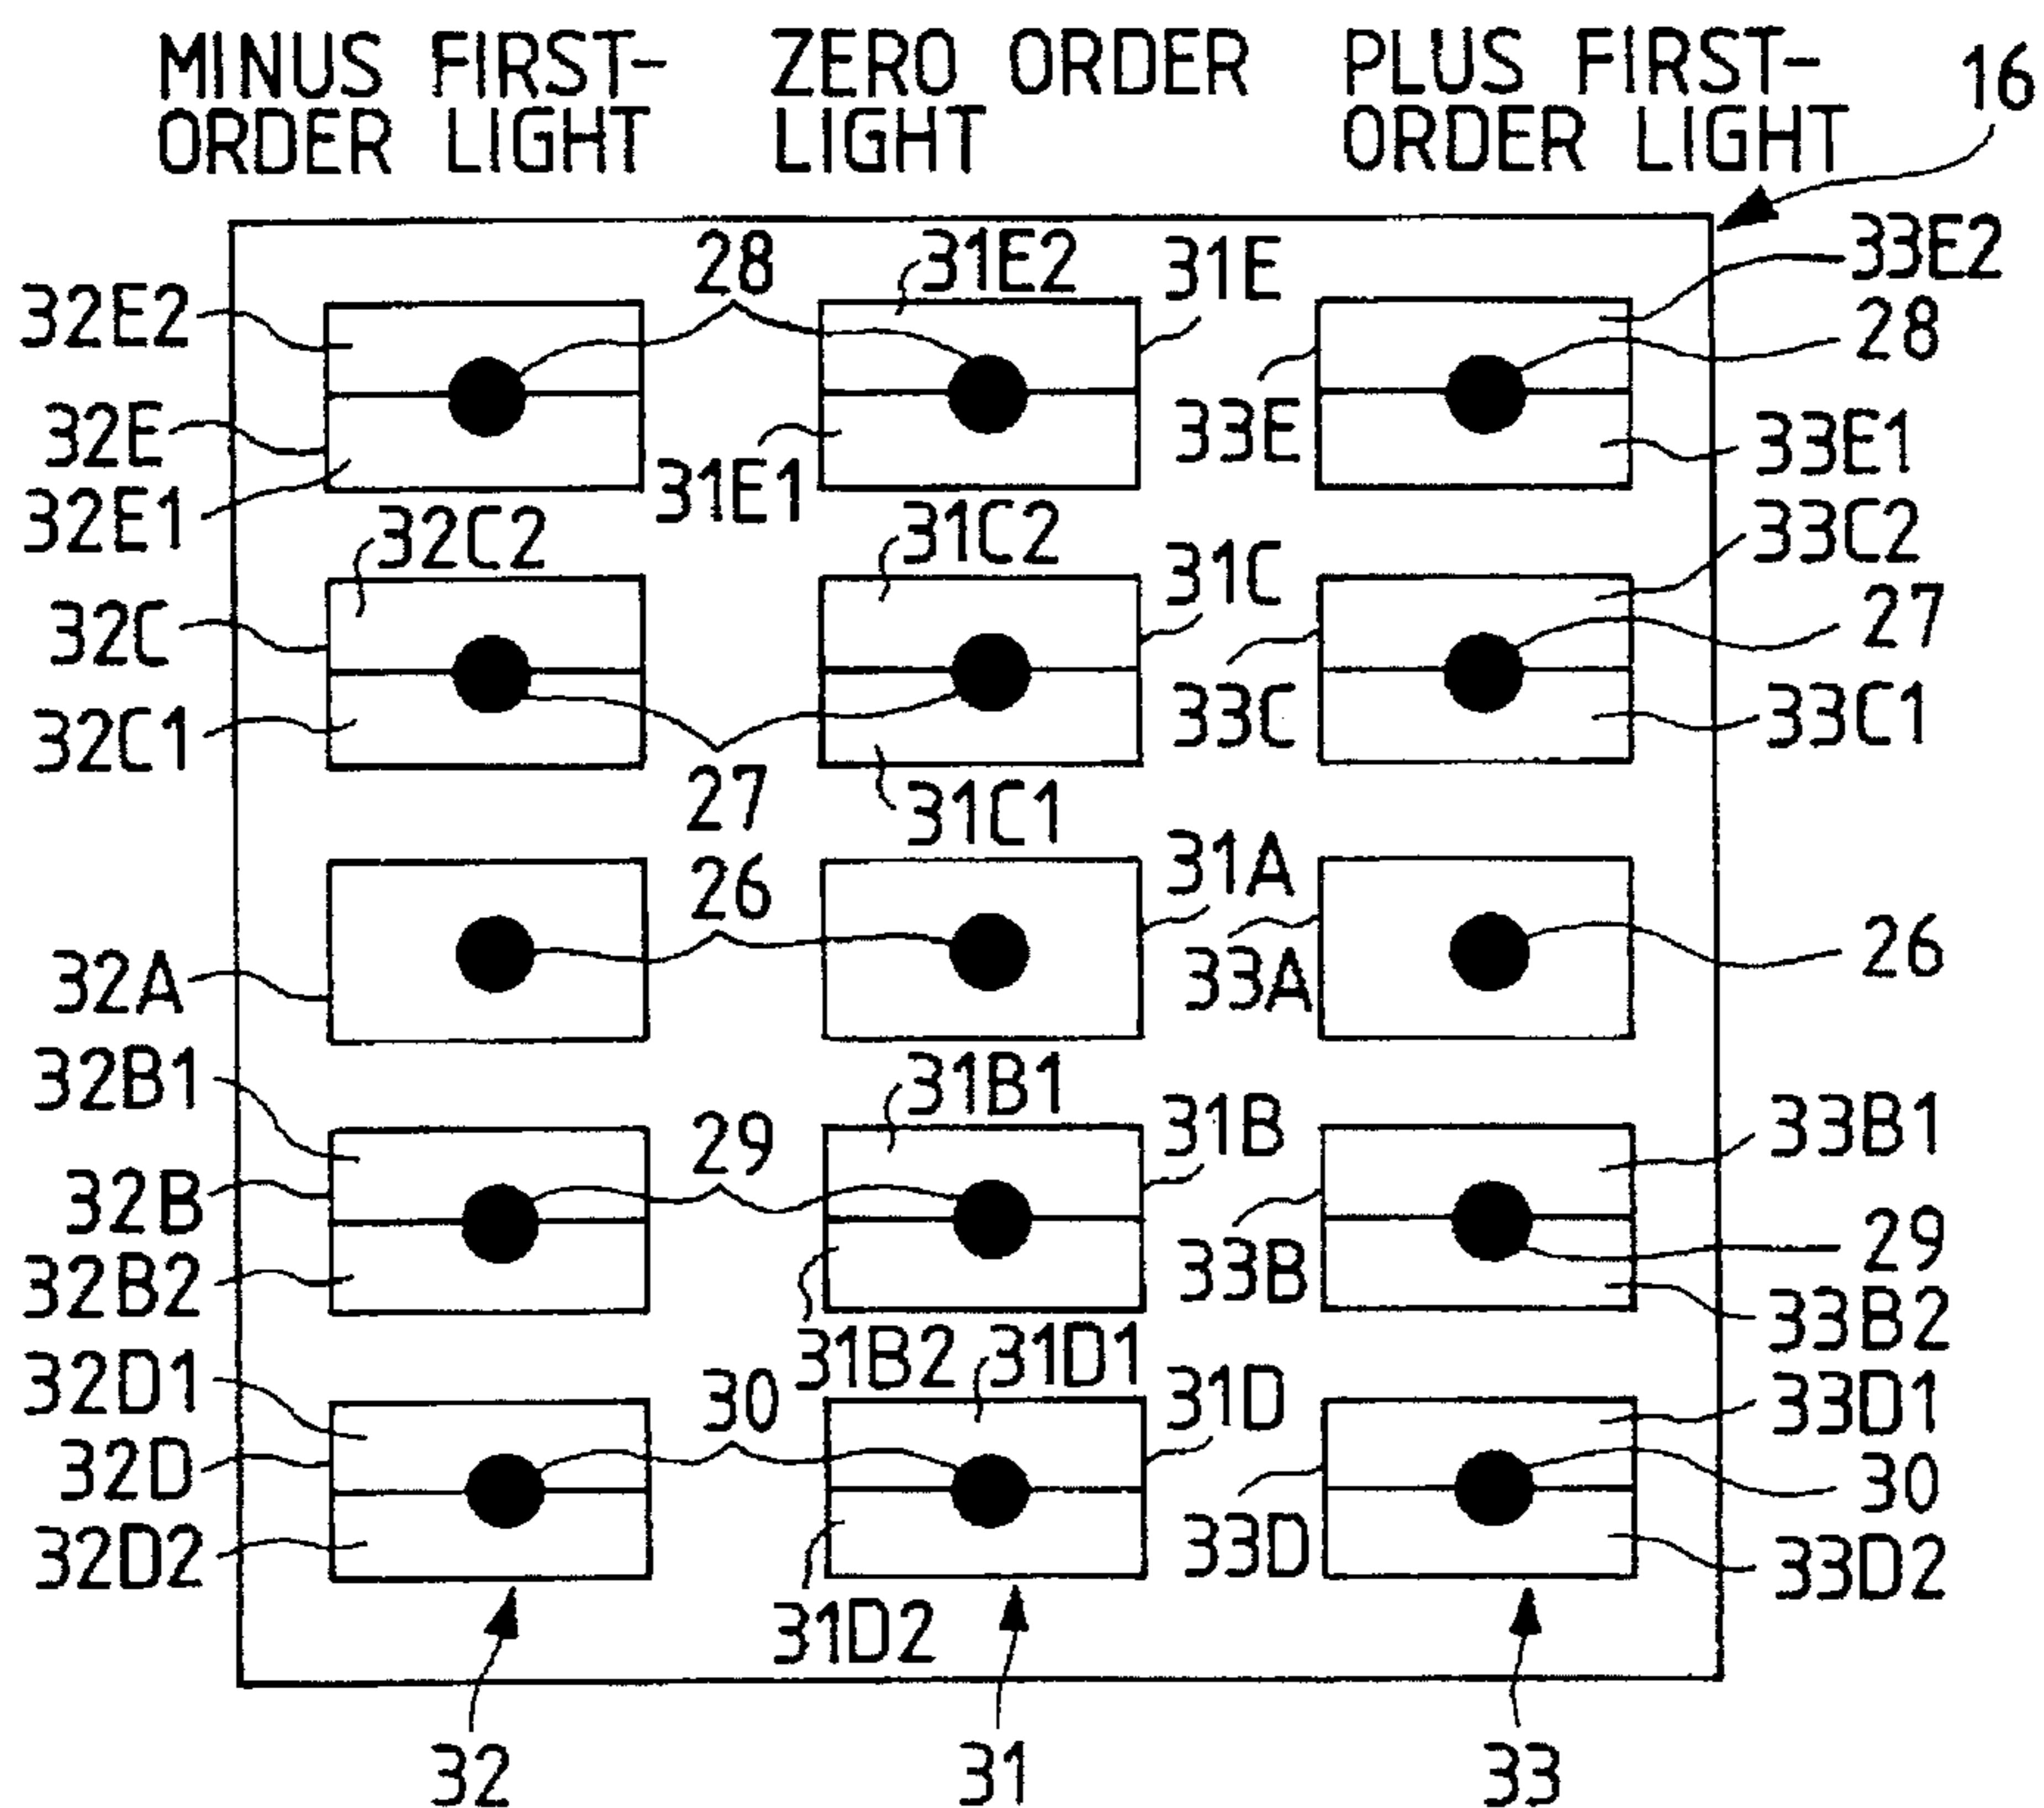 MINUS FIRST-
ORDER LIGHT
ZERO ORDER
LIGHT
PLUS FIRST-
ORDER LIGHT
16
28
31E2
31E
33E2
32E2
28
32E
33E
33E1
32E1
31E1
32C2
31C2
31C
33C2
32C
27
33C
33C1
32C1
27
31C1
26
31A
32A
33A
26
32B1
31B1
29
31B
33B1
32B
33B
29
32B2
33B2
31B2
31D1
32D1
30
31D
33D1
32D
30
33D
32D2
33D2
31D2
32
31
33